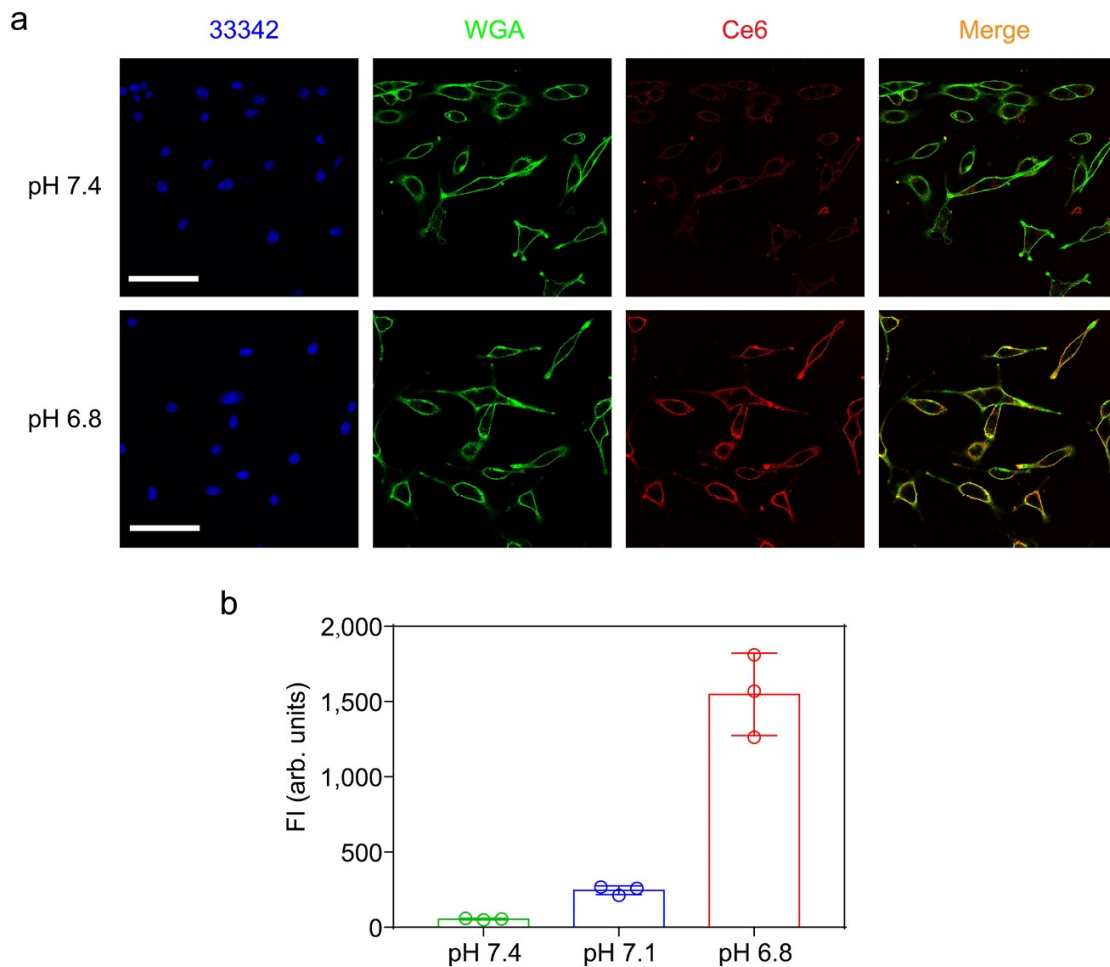 a
33342 WGA Ce6 Merge
pH 7.4
pH 6.8
b
2,000
1,500
1,000
500
0
FI (arb. units)
pH 7.4 pH 7.1 pH 6.8